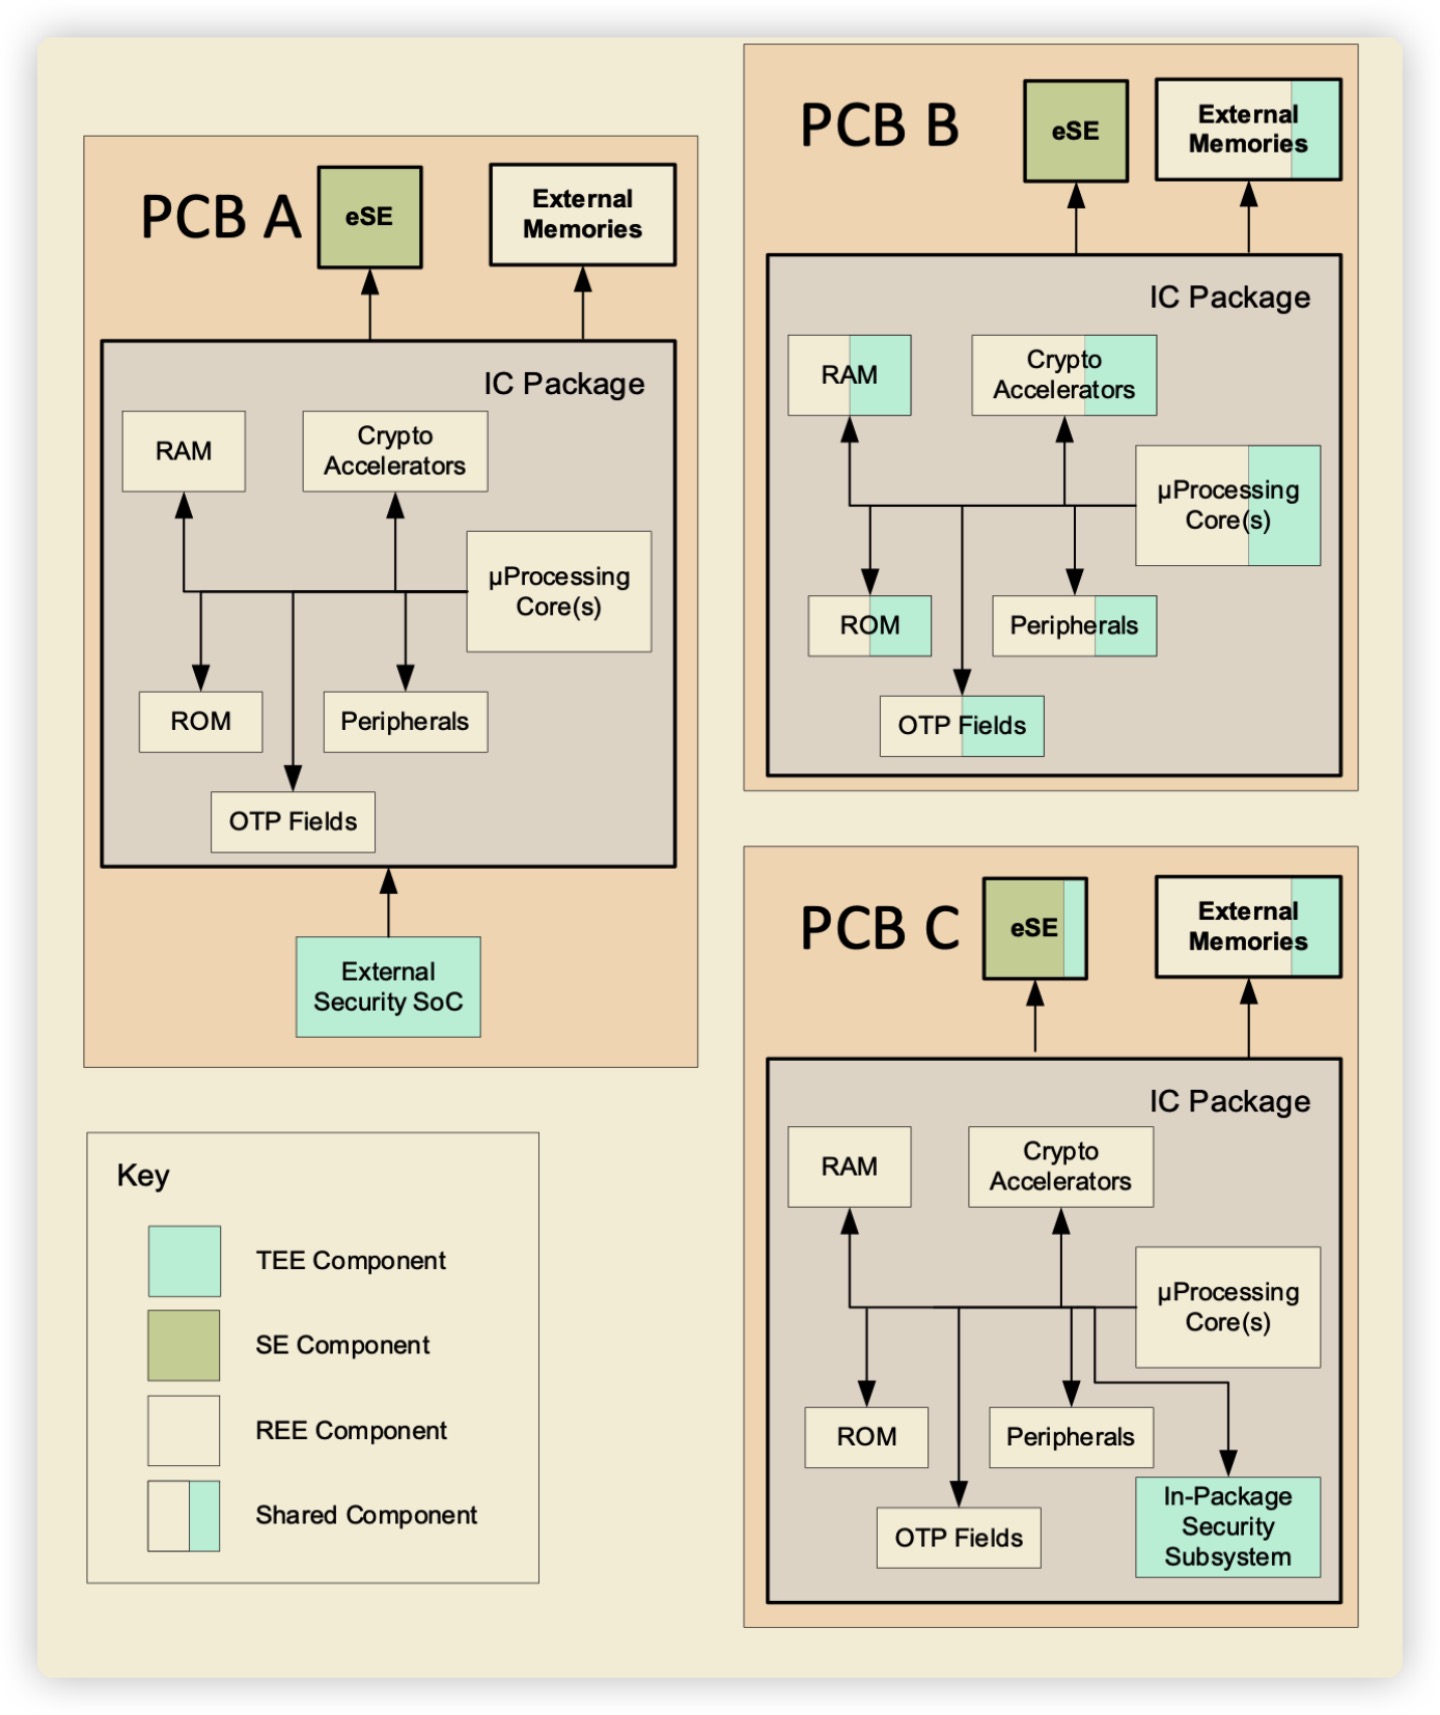 PCB A
eSE
External
Memories
IC Package
RAM
Crypto
Accelerators
µProcessing
Core(s)
ROM
Peripherals
OTP Fields
External
Security SoC
Key
TEE Component
SE Component
REE Component
Shared Component
PCB B
eSE
External
Memories
IC Package
RAM
Crypto
Accelerators
µProcessing
Core(s)
ROM
Peripherals
OTP Fields
PCB C
eSE
External
Memories
IC Package
RAM
Crypto
Accelerators
µProcessing
Core(s)
ROM
Peripherals
In-Package
Security
Subsystem
OTP Fields